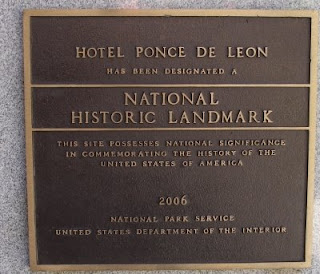 HOTEL PONCE DE LEON
HAS BEEN DESIGNATED A
NATIONAL
HISTORIC LANDMARK
THIS SITE POSSESSES NATIONAL SIGNIFICANCE
IN COMMEMORATING THE HISTORY OF THE
UNITED STATES OF AMERICA
2006
NATIONAL PARK SERVICE
UNITED STATES DEPARTMENT OF THE INTERIOR